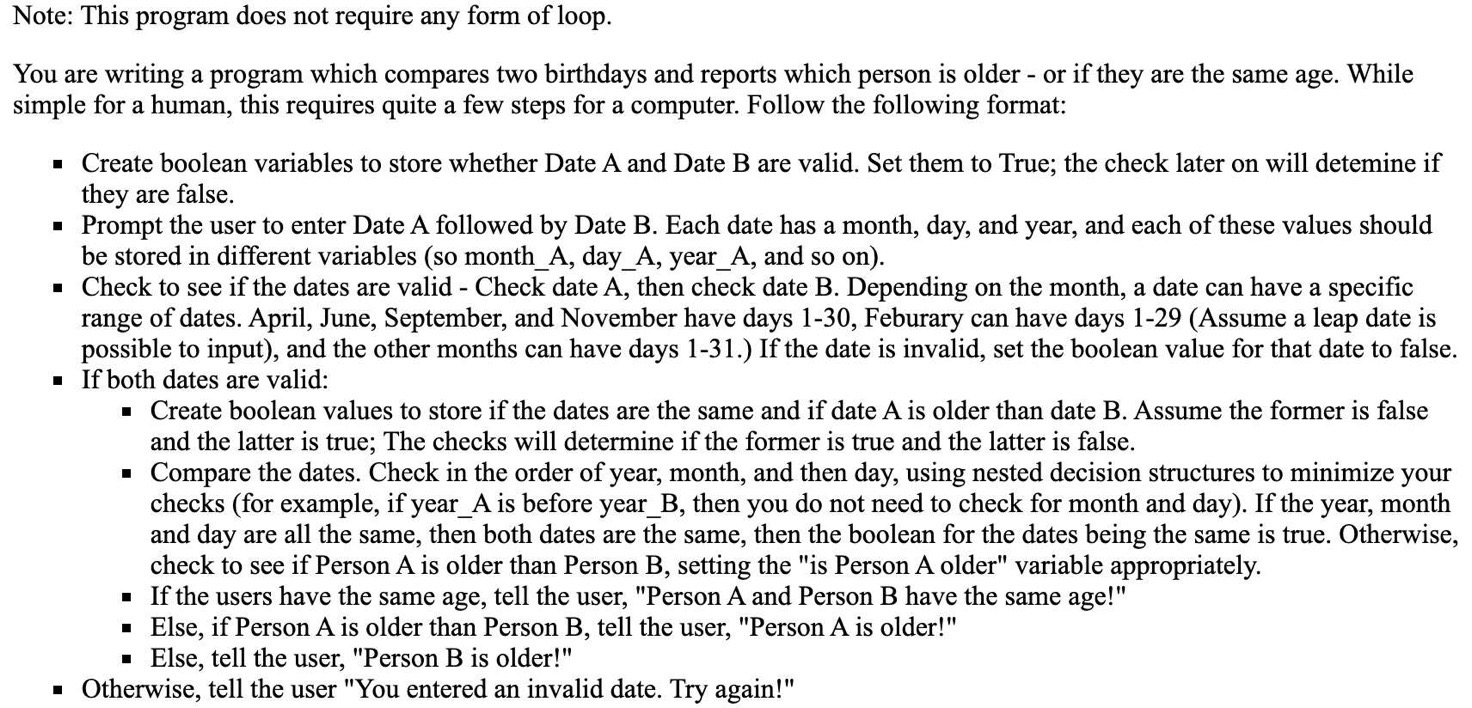 Note: This program does not require any form of loop.
You are writing a program which compares two birthdays and reports which person is older - or if they are the same age. While
simple for a human, this requires quite a few steps for a computer. Follow the following format:
▪ Create boolean variables to store whether Date A and Date B are valid. Set them to True; the check later on will detemine if
they are false.
▪ Prompt the user to enter Date A followed by Date B. Each date has a month, day, and year, and each of these values should
be stored in different variables (so month_A, day_A, year_A, and so on).
▪ Check to see if the dates are valid - Check date A, then check date B. Depending on the month, a date can have a specific
range of dates. April, June, September, and November have days 1-30, Feburary can have days 1-29 (Assume a leap date is
possible to input), and the other months can have days 1-31.) If the date is invalid, set the boolean value for that date to false.
▪ If both dates are valid:
▪ Create boolean values to store if the dates are the same and if date A is older than date B. Assume the former is false
and the latter is true; The checks will determine if the former is true and the latter is false.
▪ Compare the dates. Check in the order of year, month, and then day, using nested decision structures to minimize your
checks (for example, if year_A is before year_B, then you do not need to check for month and day). If the year, month
and day are all the same, then both dates are the same, then the boolean for the dates being the same is true. Otherwise,
check to see if Person A is older than Person B, setting the "is Person A older" variable appropriately.
▪ If the users have the same age, tell the user, "Person A and Person B have the same age!"
▪ Else, if Person A is older than Person B, tell the user, "Person A is older!"
▪ Else, tell the user, "Person B is older!"
▪ Otherwise, tell the user "You entered an invalid date. Try again!"